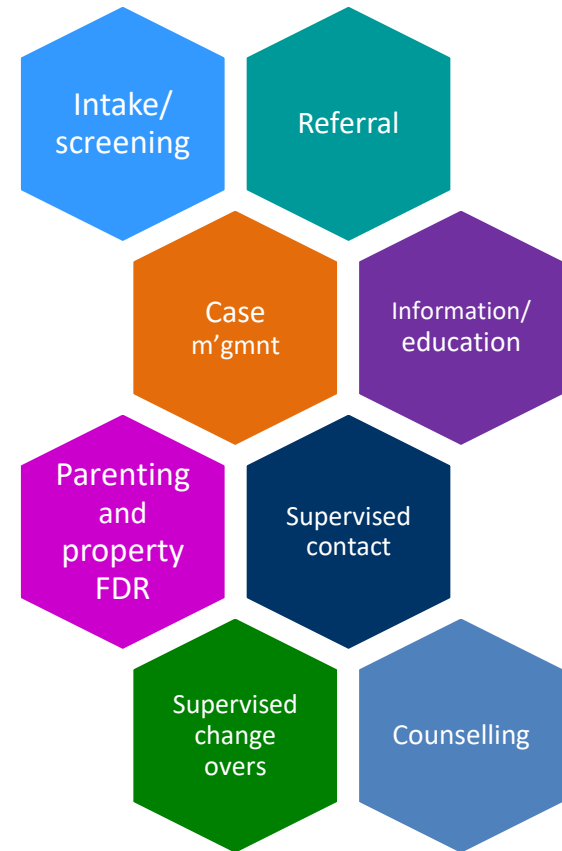 Intake/
screening
Referral
Case
m’gmnt
Information/
education
Parenting
and
property
FDR
Supervised
contact
Supervised
change
overs
Counselling